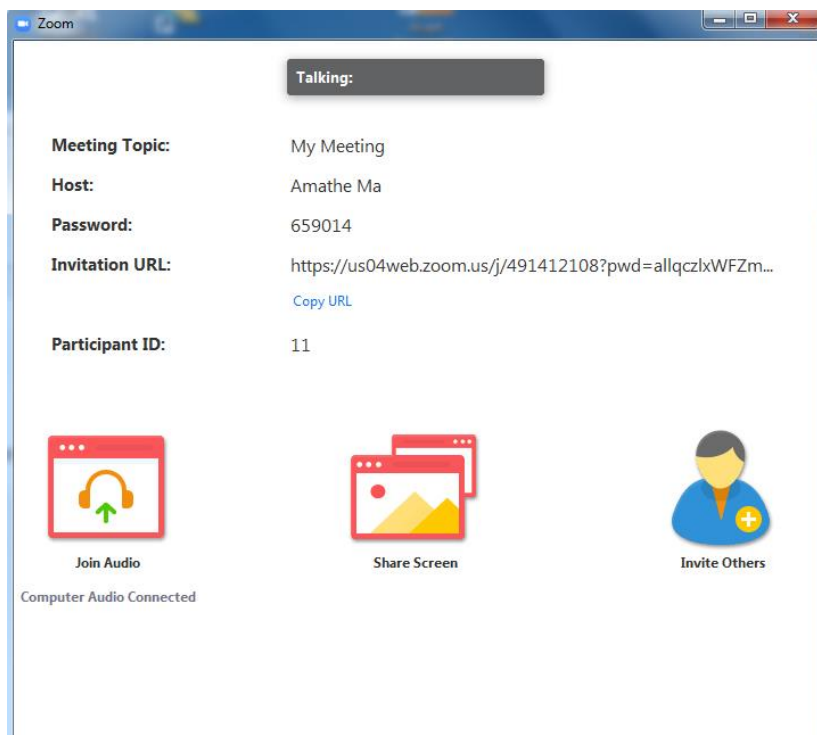 Zoom
Talking:
Meeting Topic: My Meeting
Host: Amathe Ma
Password: 659014
Invitation URL: https://us04web.zoom.us/j/491412108?pwd=allqczlxWFZm...
Copy URL
Participant ID: 11
Join Audio Share Screen Invite Others
Computer Audio Connected